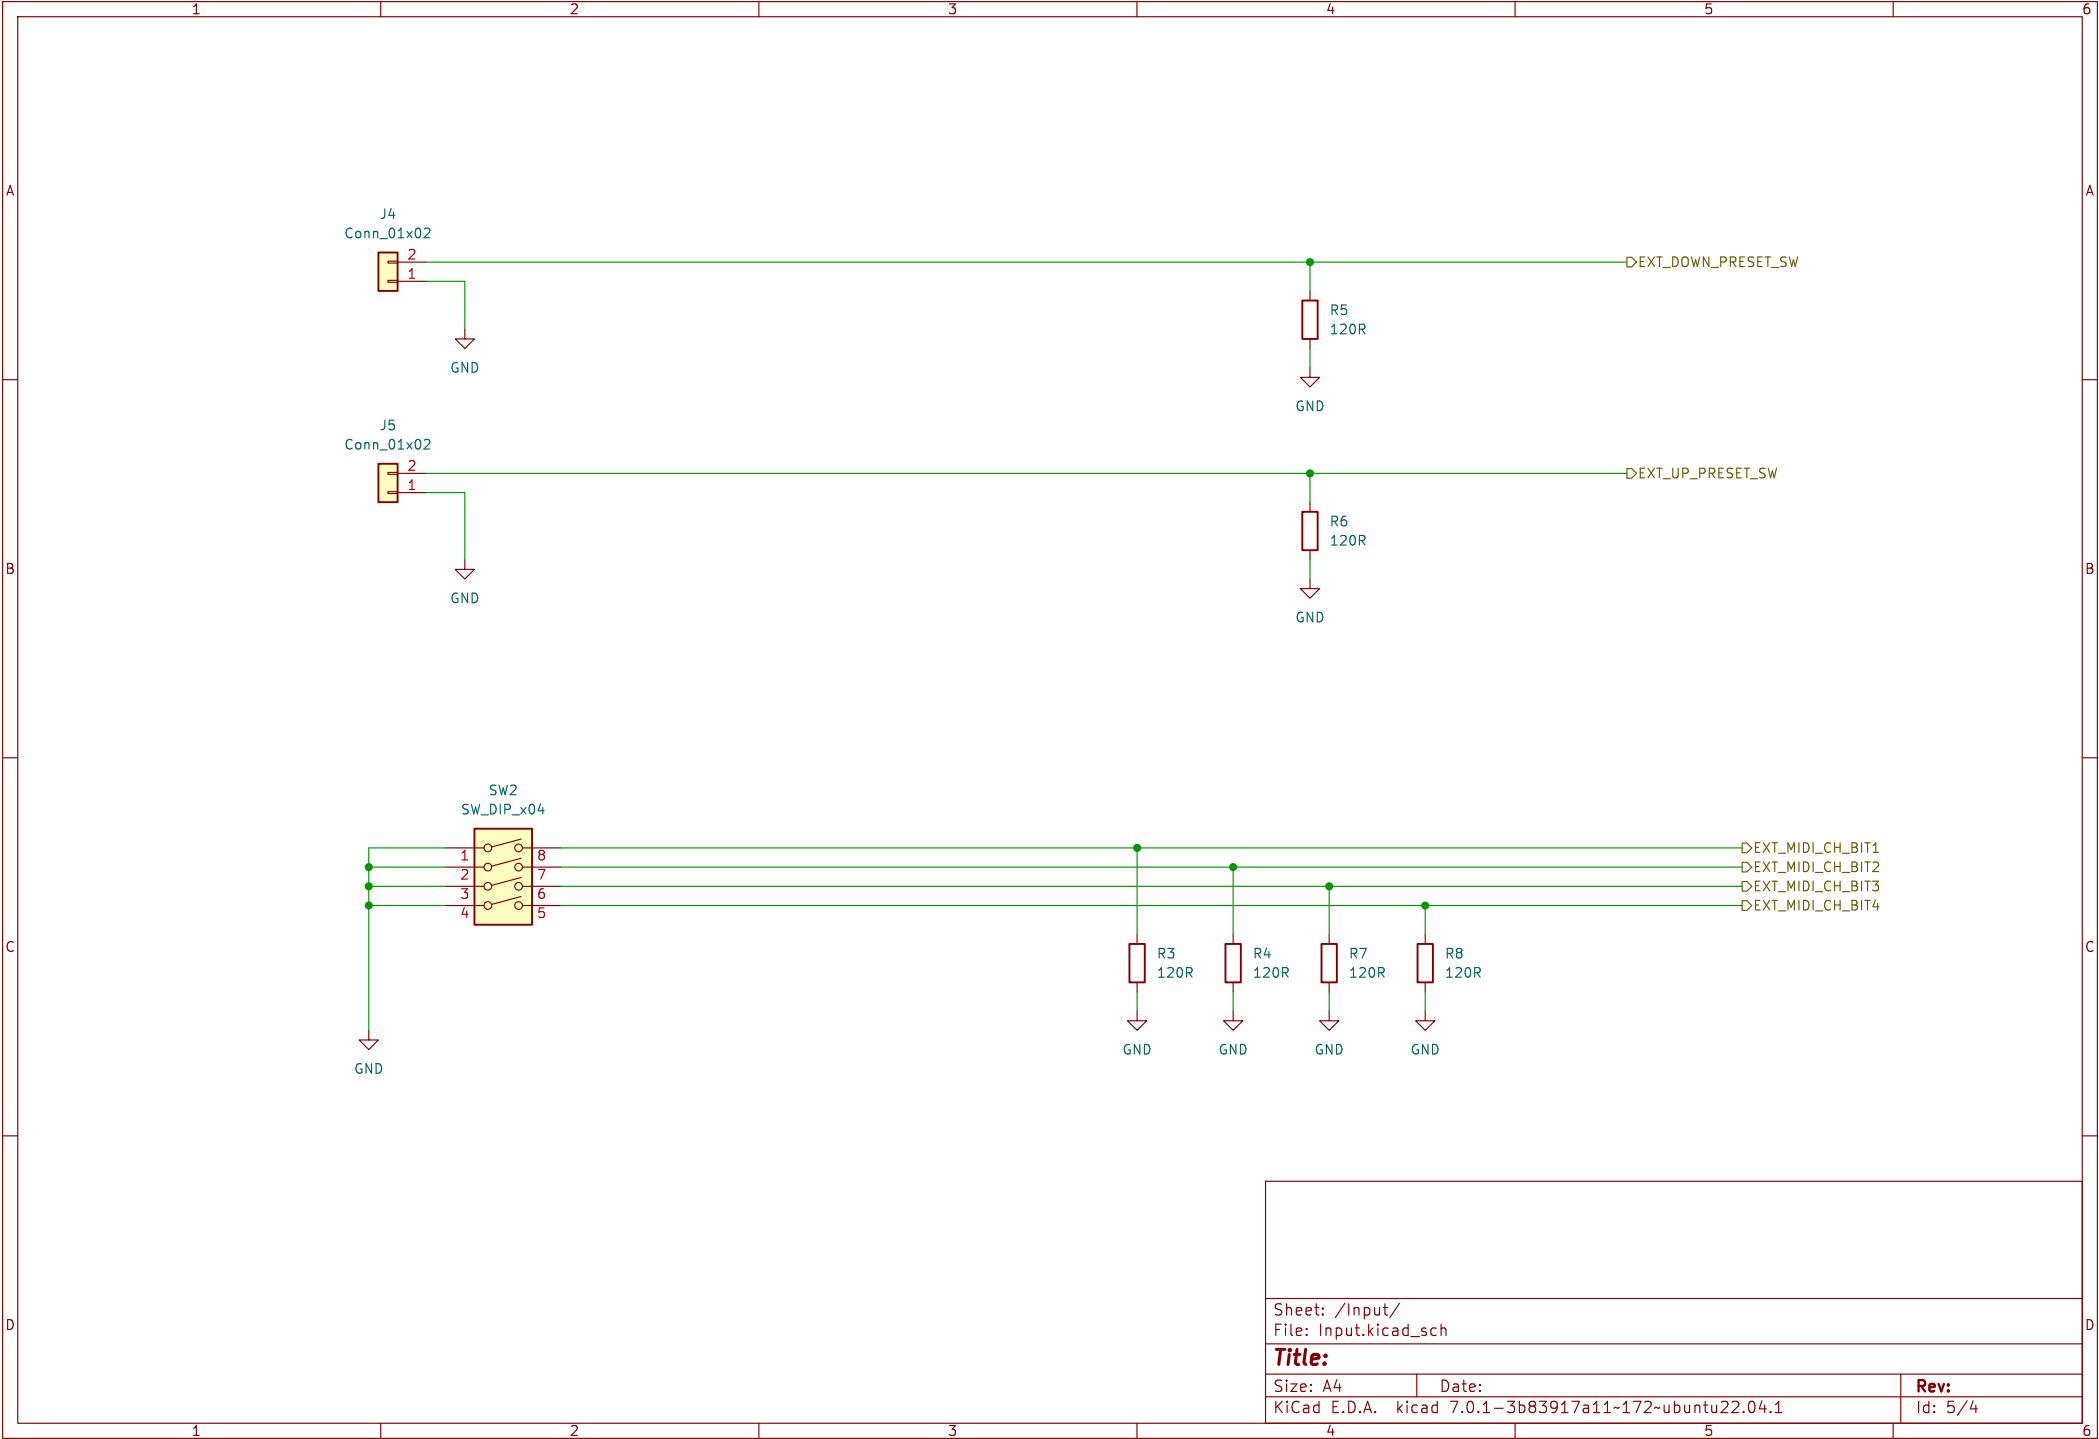 1 2 3 4 5 6
A A
J4
Conn_01x02
2 EXT_DOWN_PRESET_SW
1
R5
120R
GND
GND
J5
Conn_01x02
2 EXT_UP_PRESET_SW
1
R6
120R
B B
GND
GND
SW2
SW_DIP_x04
1 8 EXT_MIDI_CH_BIT1
2 7 EXT_MIDI_CH_BIT2
3 6 EXT_MIDI_CH_BIT3
4 5 EXT_MIDI_CH_BIT4
C C
R3 R4 R7 R8
120R 120R 120R 120R
GND GND GND GND
GND
Sheet: /Input/
D D
File: Input.kicad_sch
Title:
Size: A4 Date: Rev:
KiCad E.D.A. kicad 7.0.1-3b83917a11~172~ubuntu22.04.1 Id: 5/4
1 2 3 4 5 6